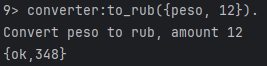 9> converter:to_rub({peso, 12}).
Convert peso to rub, amount 12
{ok,348}